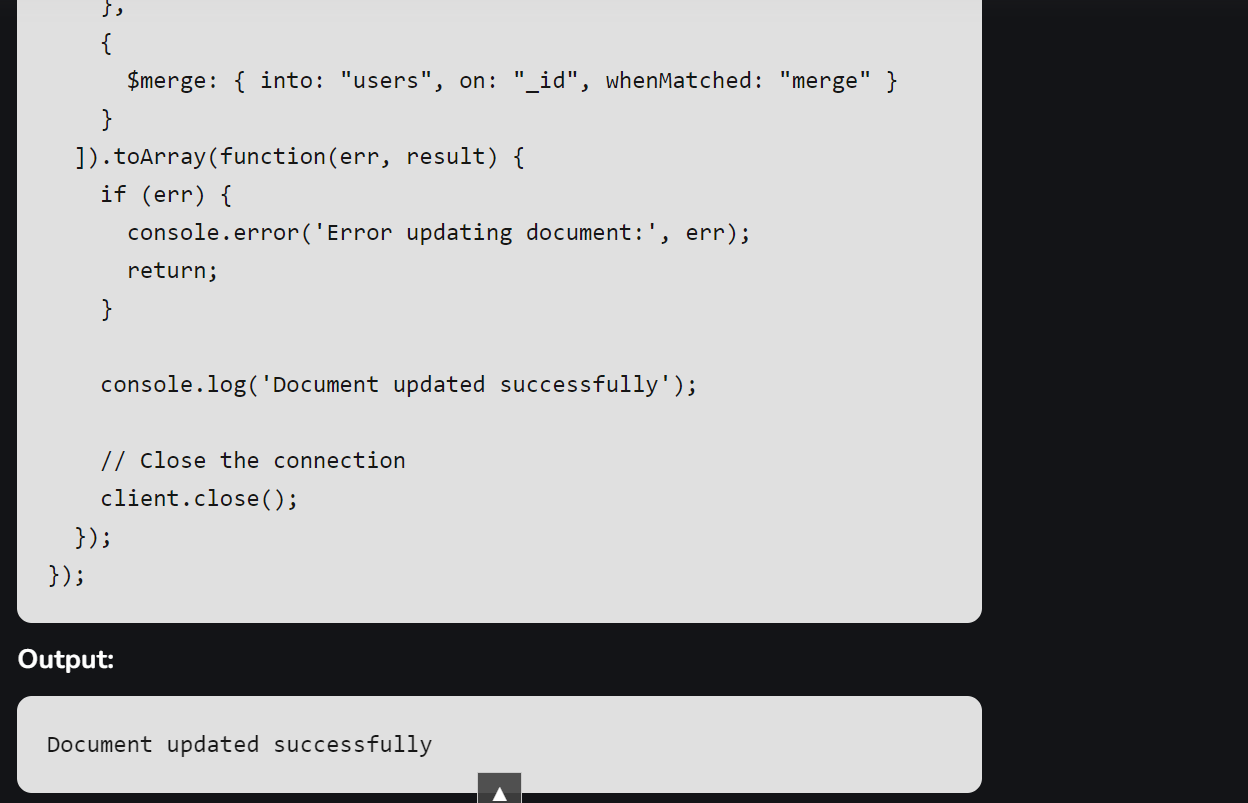 },
{
$merge: { into: "users", on: "_id", whenMatched: "merge" }
}
]).toArray(function(err, result) {
if (err) {
console.error('Error updating document:', err);
return;
}
console.log('Document updated successfully');
// Close the connection
client.close();
});
});
Output:
Document updated successfully